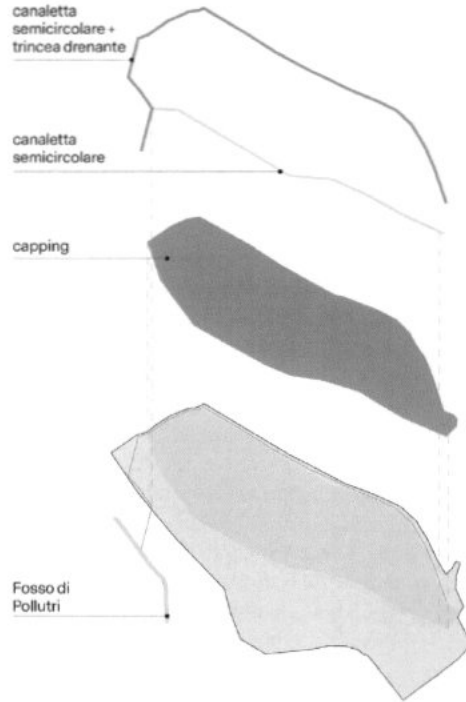 canaletta
semicircolare +
trincea drenante
canaletta
semicircolare
capping
Fosso di
Pollutri